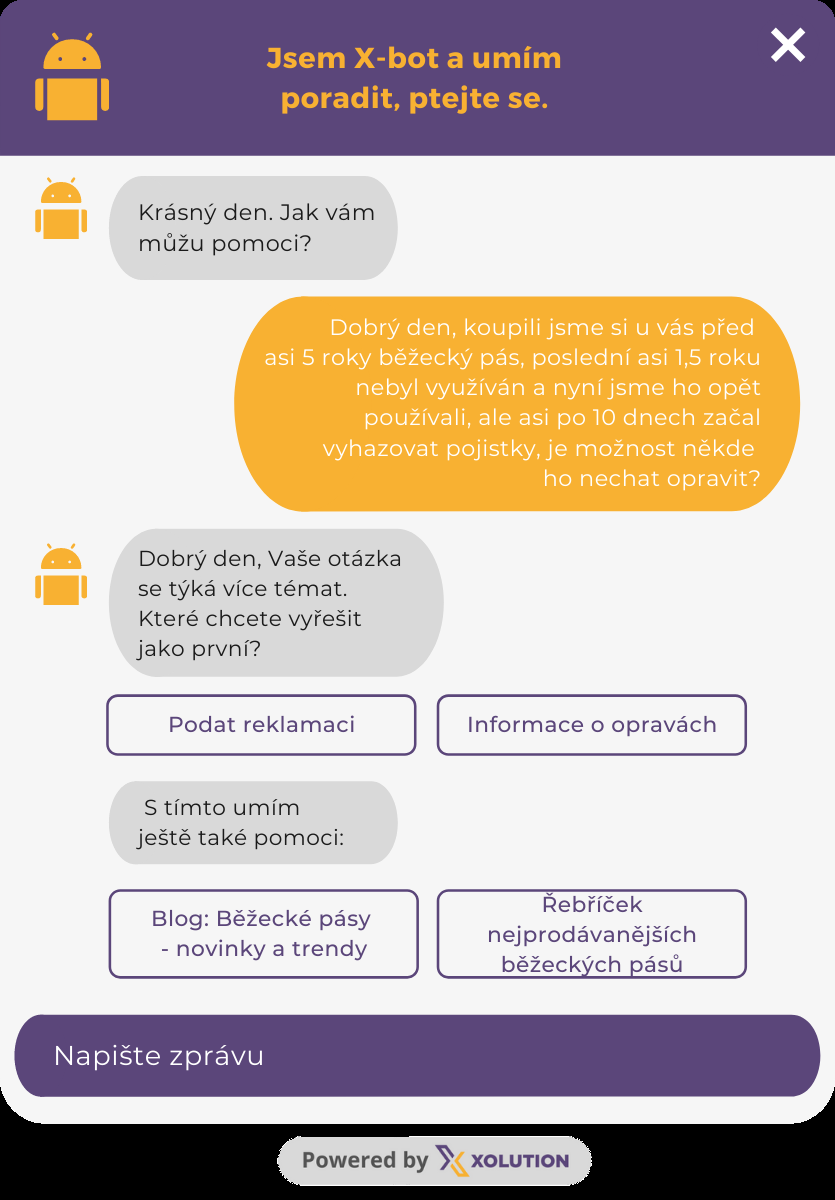 Jsem X-bot a umím
poradit, ptejte se.
Krásný den. Jak vám
můžu pomoci?
Dobrý den, koupili jsme si u vás před
asi 5 roky běžecký pás, poslední asi 1,5 roku
nebyl využíván a nyní jsme ho opět
používali, ale asi po 10 dnech začal
vyhazovat pojistky, je možnost někde
ho nechat opravit?
Dobrý den, Vaše otázka
se týká více témat.
Které chcete vyřešit
jako první?
Podat reklamaci
Informace o opravách
S tímto umím
ještě také pomoci:
Blog: Běžecké pásy
- novinky a trendy
Řebříček
nejprodávanějších
běžeckých pásů
Napište zprávu
Powered by XOLUTION